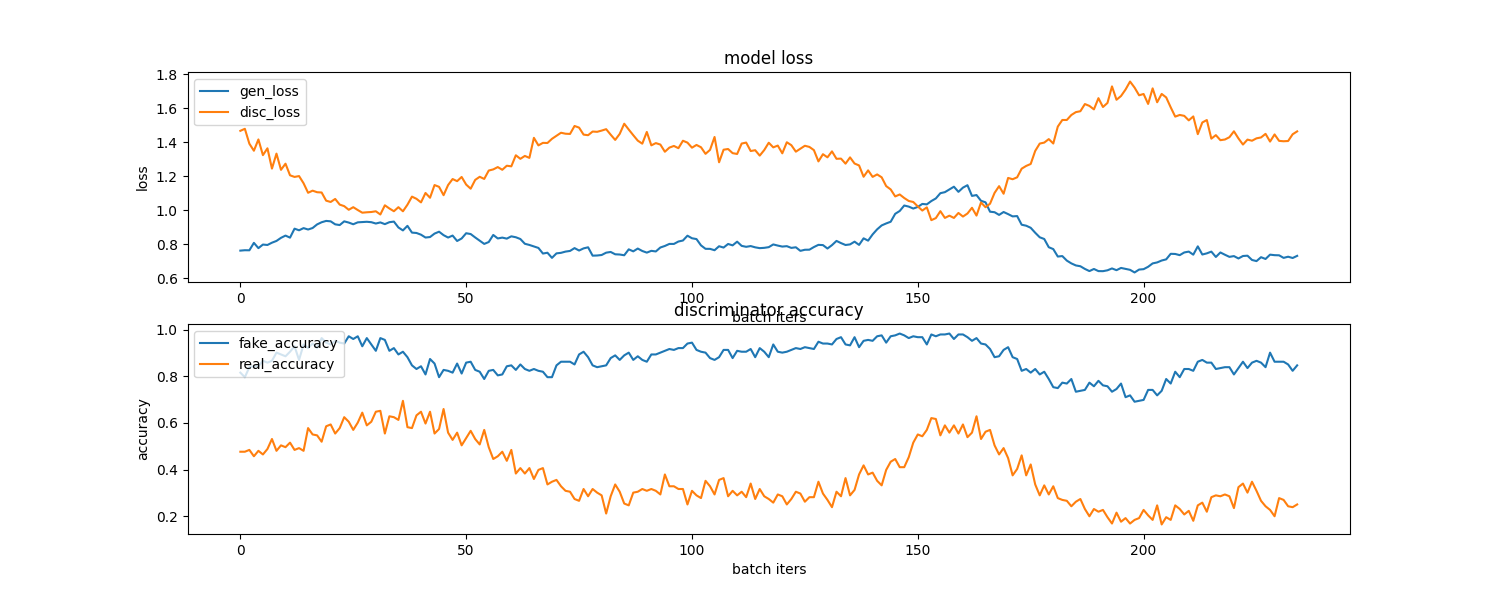 model loss
1.8
1.6
1.4
1.2
1.0
0.8
0.6
loss
gen_loss
disc_loss
0 50 100 150 200
batch iters
discriminator accuracy
1.0
0.8
0.6
0.4
0.2
accuracy
fake_accuracy
real_accuracy
0 50 100 150 200
batch iters